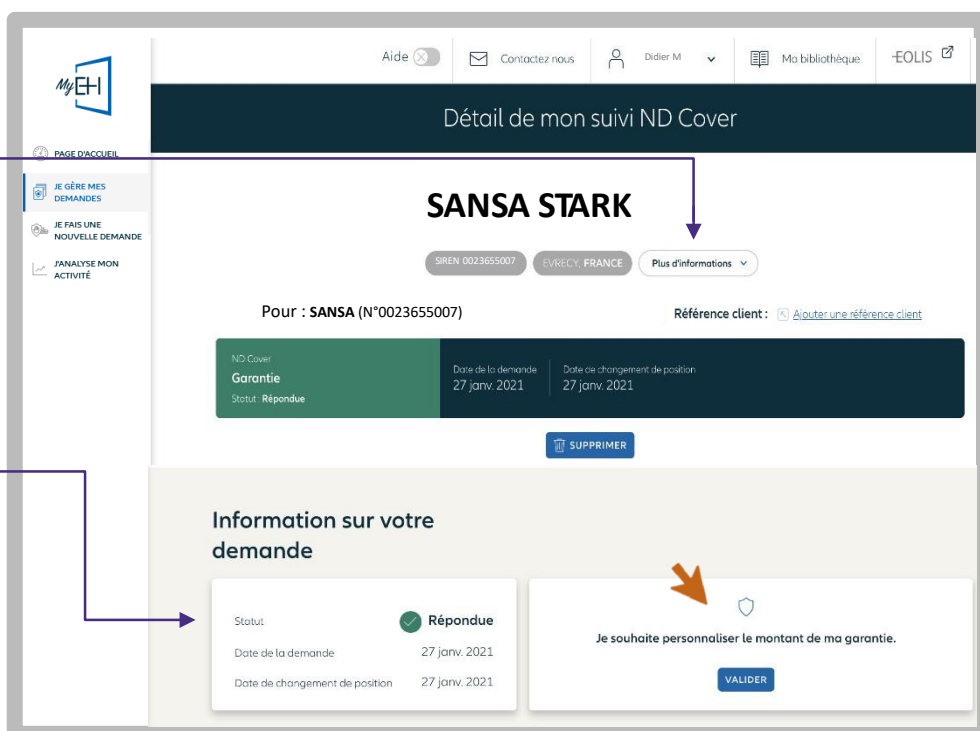 Aide
Contactez nous
Didier M
Ma bibliothèque
EOLIS
MyEH
Détail de mon suivi ND Cover
PAGE D'ACCUEIL
JE GÈRE MES
DEMANDES
JE FAIS UNE
NOUVELLE DEMANDE
J'ANALYSE MON
ACTIVITÉ
SANSA STARK
SIREN 0023655007
EVRECY, FRANCE
Plus d'informations
Pour : SANSA (N°0023655007)
Référence client : Ajouter une référence client
ND Cover
Garantie
Statut : Répondue
Date de la demande
27 janv. 2021
Date de changement de position
27 janv. 2021
SUPPRIMER
Information sur votre
demande
Statut Répondue
Date de la demande 27 janv. 2021
Date de changement de position 27 janv. 2021
Je souhaite personnaliser le montant de ma garantie.
VALIDER